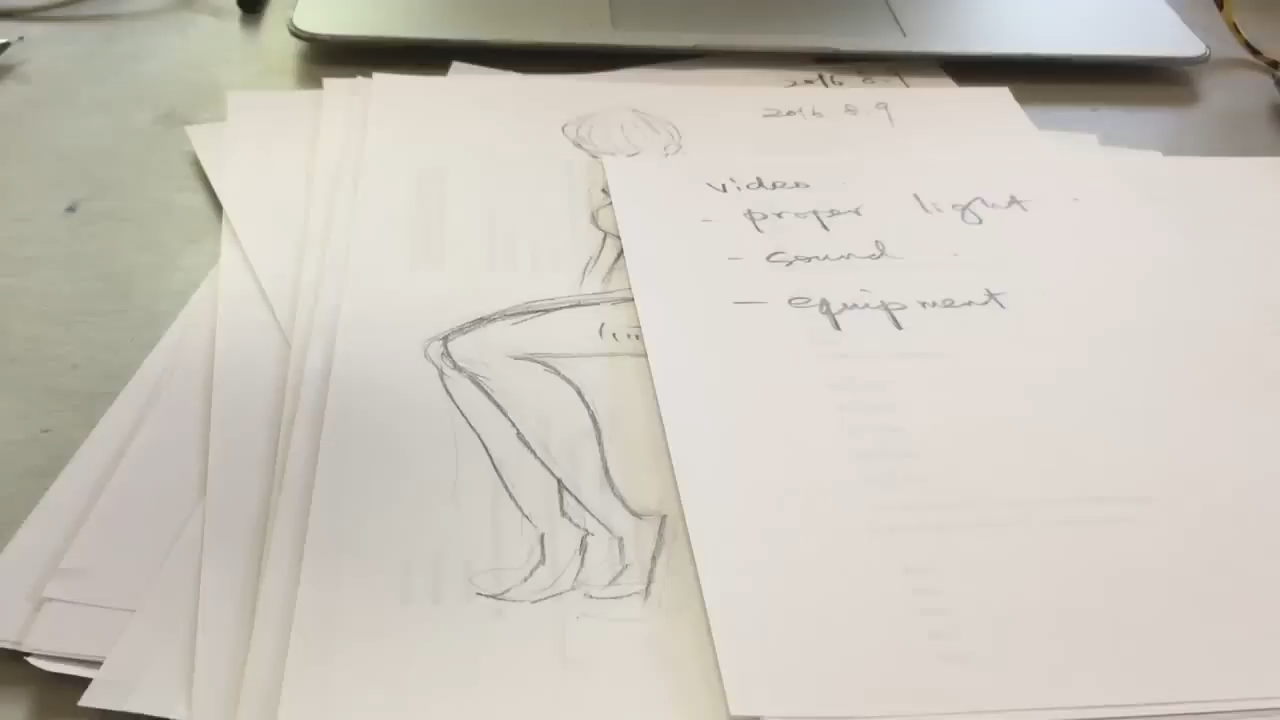 2016 8.9
video
- proper light
- sound
- equipment